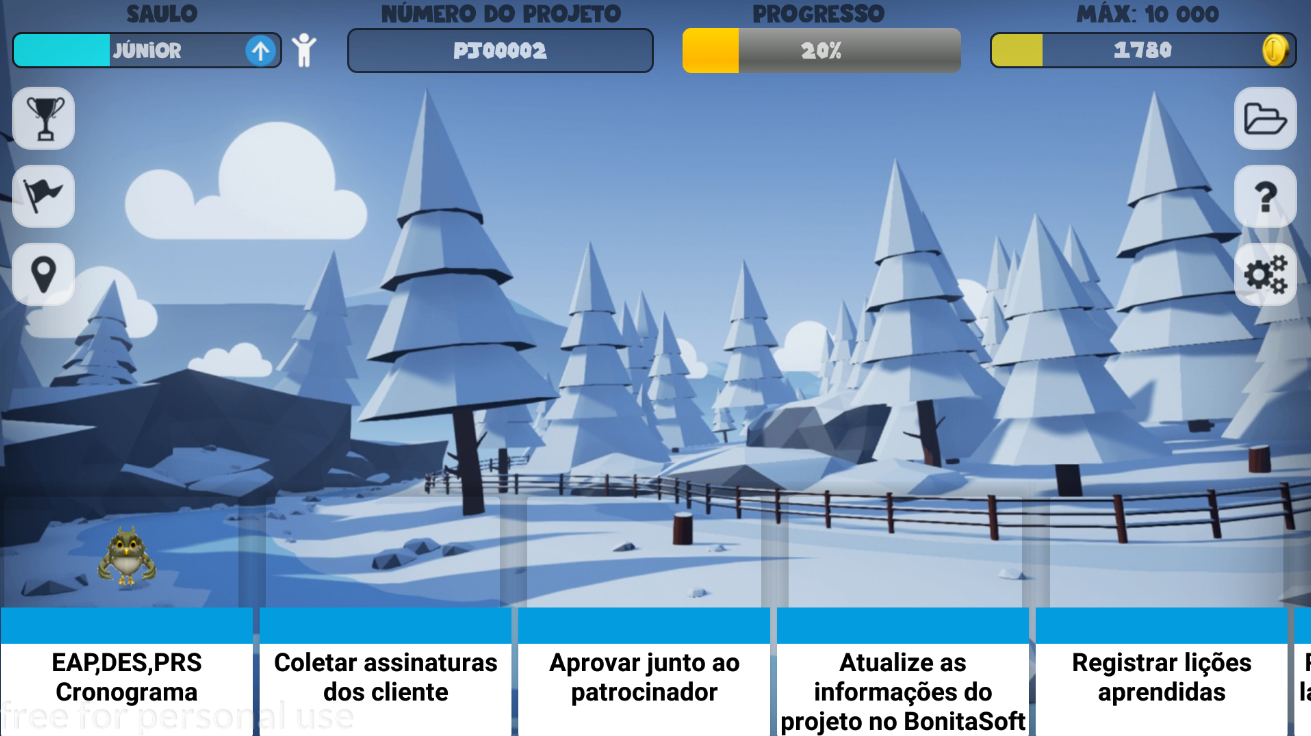 SAULO
NÚMERO DO PROJETO
PROGRESSO
MÁX: 10 000
JÚNiOR
PJ00002
20%
1780
?
EAP,DES,PRS
Cronograma
Coletar assinaturas
dos cliente
Aprovar junto ao
patrocinador
Atualize as
informações do
projeto no BonitaSoft
Registrar lições
aprendidas
free for personal use